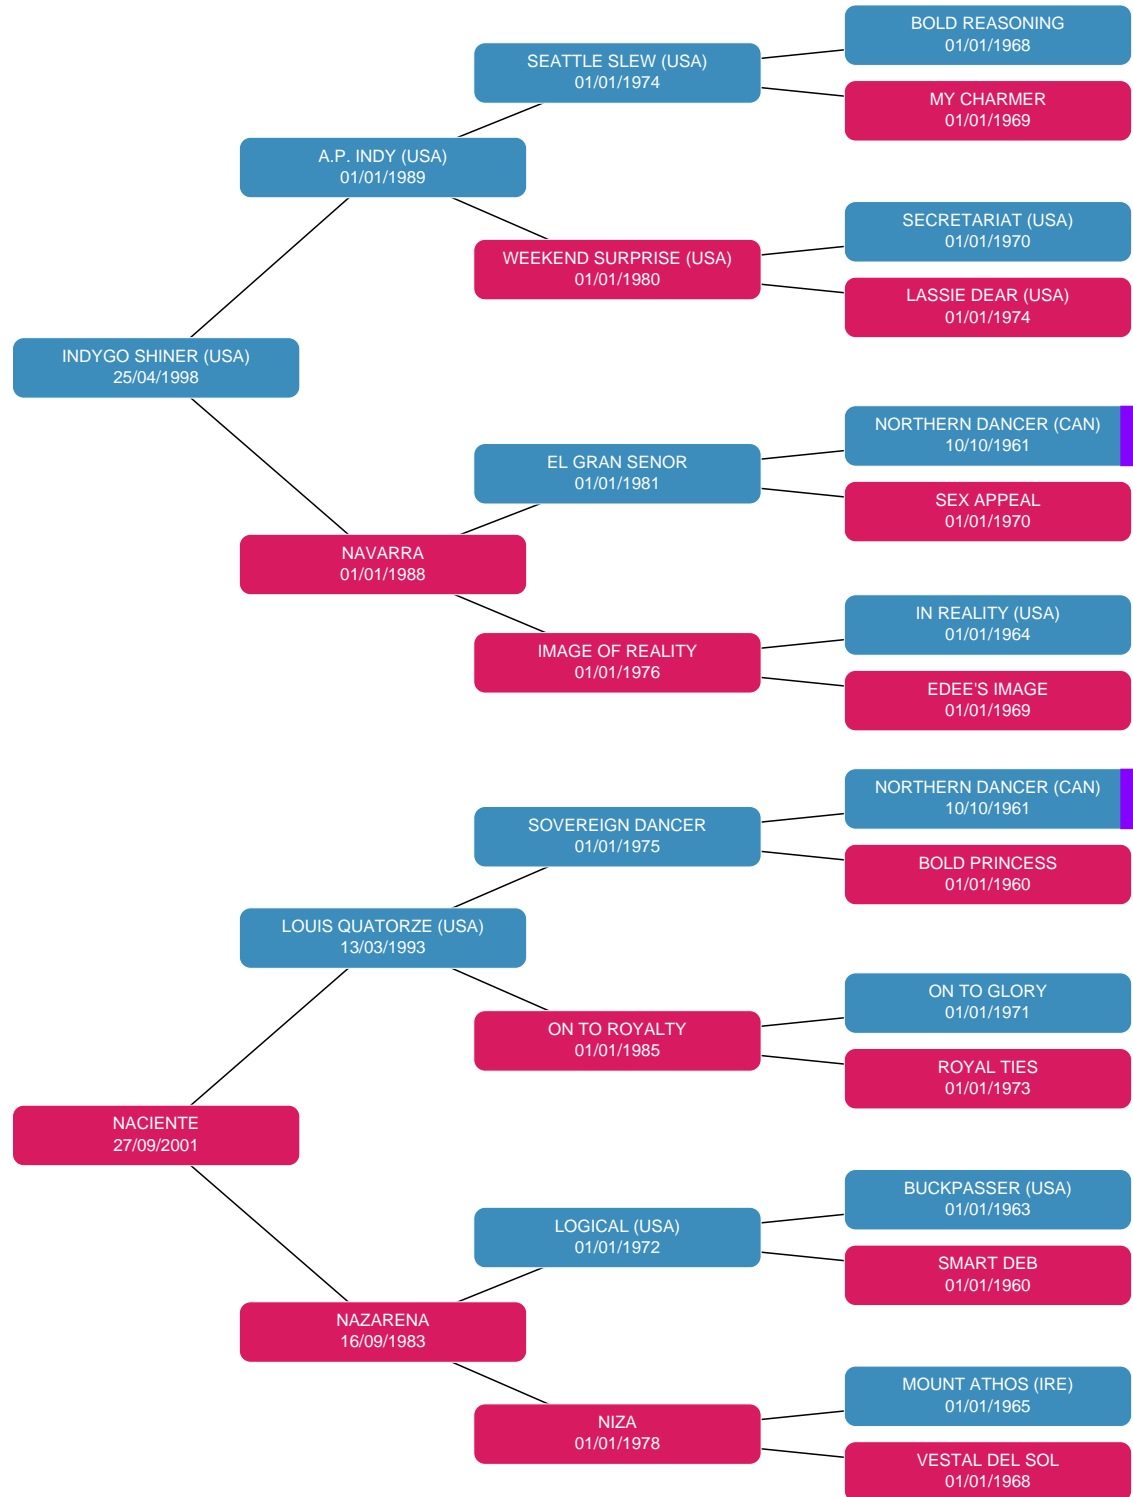 BOLD REASONING
01/01/1968
SEATTLE SLEW (USA)
01/01/1974
MY CHARMER
01/01/1969
A.P. INDY (USA)
01/01/1989
SECRETARIAT (USA)
01/01/1970
WEEKEND SURPRISE (USA)
01/01/1980
LASSIE DEAR (USA)
01/01/1974
INDYGO SHINER (USA)
25/04/1998
NORTHERN DANCER (CAN)
10/10/1961
EL GRAN SENOR
01/01/1981
SEX APPEAL
01/01/1970
NAVARRA
01/01/1988
IN REALITY (USA)
01/01/1964
IMAGE OF REALITY
01/01/1976
EDEE'S IMAGE
01/01/1969
NORTHERN DANCER (CAN)
10/10/1961
SOVEREIGN DANCER
01/01/1975
BOLD PRINCESS
01/01/1960
LOUIS QUATORZE (USA)
13/03/1993
ON TO GLORY
01/01/1971
ON TO ROYALTY
01/01/1985
ROYAL TIES
01/01/1973
NACIENTE
27/09/2001
BUCKPASSER (USA)
01/01/1963
LOGICAL (USA)
01/01/1972
SMART DEB
01/01/1960
NAZARENA
16/09/1983
MOUNT ATHOS (IRE)
01/01/1965
NIZA
01/01/1978
VESTAL DEL SOL
01/01/1968